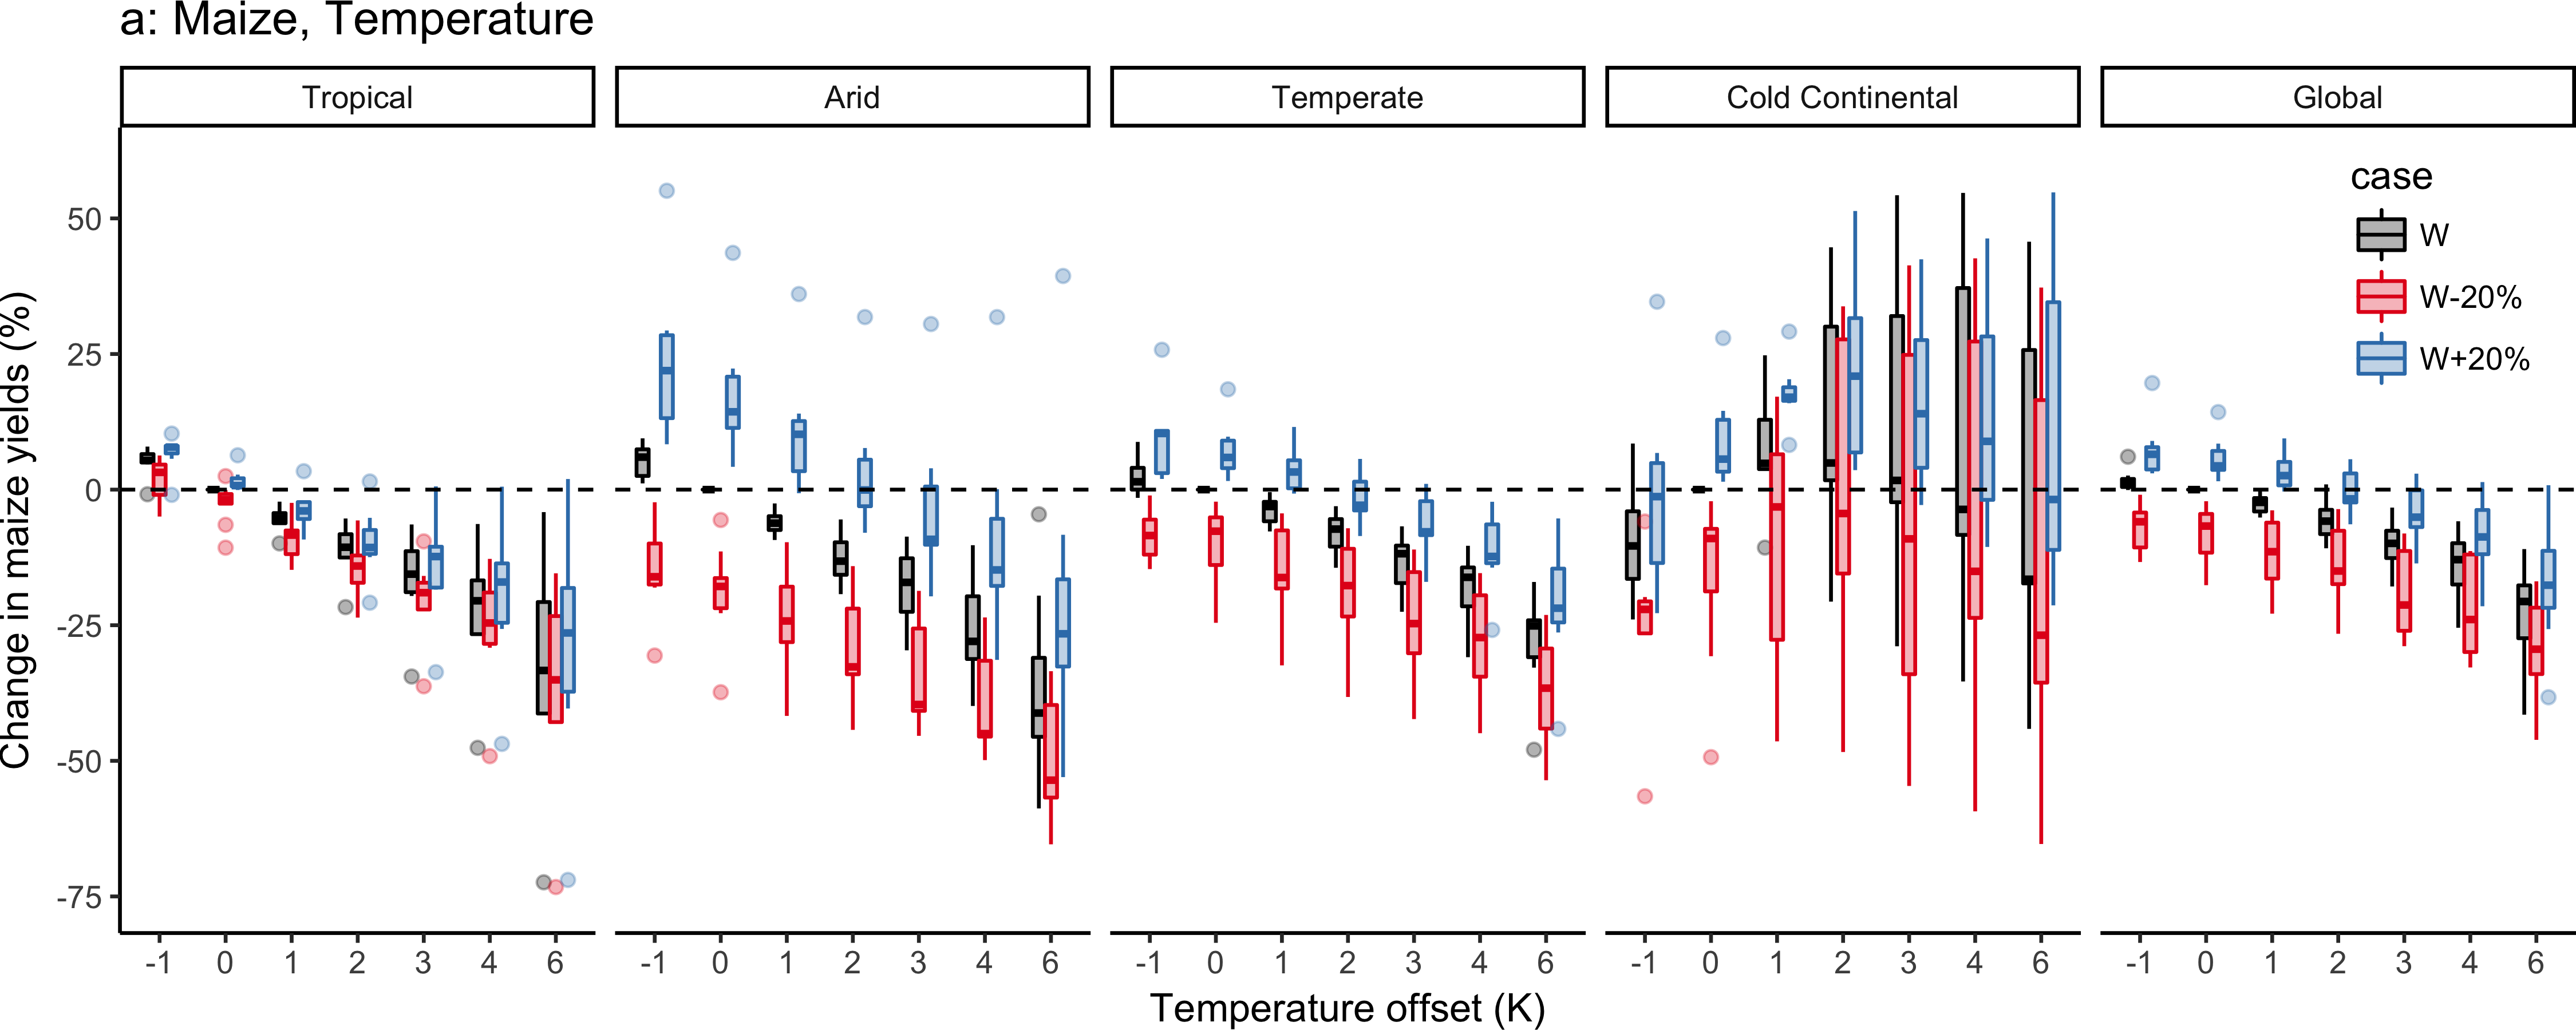 a: Maize, Temperature
Tropical Arid Temperate Cold Continental Global
Change in maize yields (%)
50
25
0
-25
-50
-75
case
W
W-20%
W+20%
-1 0 1 2 3 4 6 -1 0 1 2 3 4 6 -1 0 1 2 3 4 6 -1 0 1 2 3 4 6 -1 0 1 2 3 4 6
Temperature offset (K)